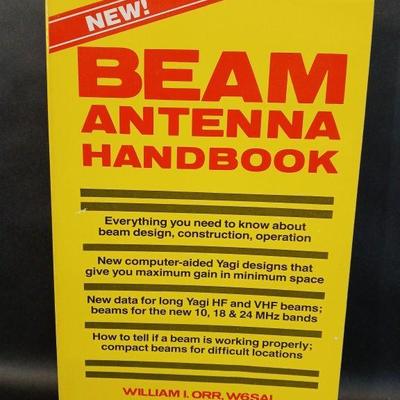 NEW!
BEAM
ANTENNA
HANDBOOK
Everything you need to know about
beam design, construction, operation
New computer-aided Yagi designs that
give you maximum gain in minimum space
New data for long Yagi HF and VHF beams;
beams for the new 10, 18 & 24 MHz bands
How to tell if a beam is working properly;
compact beams for difficult locations
WILLIAM I. ORR, W6SAI